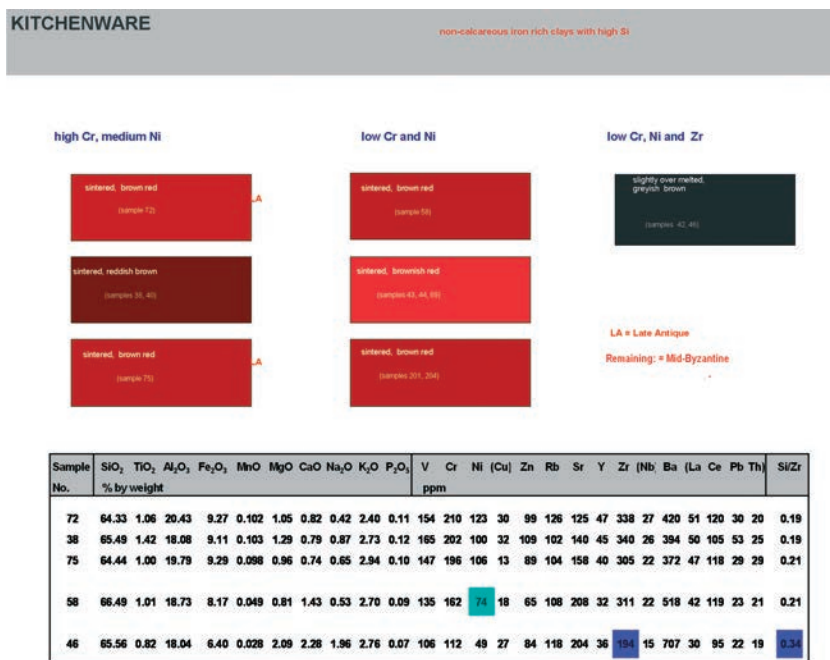 KITCHENWARE
non-calcareous iron rich clays with high Si
high Cr, medium Ni
low Cr and Ni
low Cr, Ni and Zr
sintered, brown red
(sample 72)
LA
sintered, brown red
(sample 58)
slightly over melted,
greyish brown
(samples 42, 46)
sintered, reddish brown
sintered, brownish red
(samples 43, 44, 69)
sintered, brown red
(sample 75)
LA
sintered, brown red
(samples 201, 204)
LA = Late Antique
Remaining: = Mid-Byzantine
Sample SiO₂ TiO₂ Al₂O₃ Fe₂O₃ MnO MgO CaO Na₂O K₂O P₂O₅ V Cr Ni (Cu) Zn Rb Sr Y Zr (Nb) Ba (La Ce Pb Th) Si/Zr
No. % by weight ppm
72 64.33 1.06 20.43 9.27 0.102 1.05 0.82 0.42 2.40 0.11 154 210 123 30 99 126 125 47 338 27 420 51 120 30 20 0.19
38 65.49 1.42 18.08 9.11 0.103 1.29 0.79 0.87 2.73 0.12 165 202 100 32 109 102 140 45 340 26 394 50 105 53 25 0.19
75 64.44 1.00 19.79 9.29 0.098 0.96 0.74 0.65 2.94 0.10 147 196 106 13 89 104 158 40 305 22 372 47 118 29 29 0.21
58 66.49 1.01 18.73 8.17 0.049 0.81 1.43 0.53 2.70 0.09 135 162 74 18 65 108 208 32 311 22 518 42 119 23 21 0.21
46 65.56 0.82 18.04 6.40 0.028 2.09 2.28 1.96 2.76 0.07 106 112 49 27 84 118 204 36 194 15 707 30 95 22 19 0.34